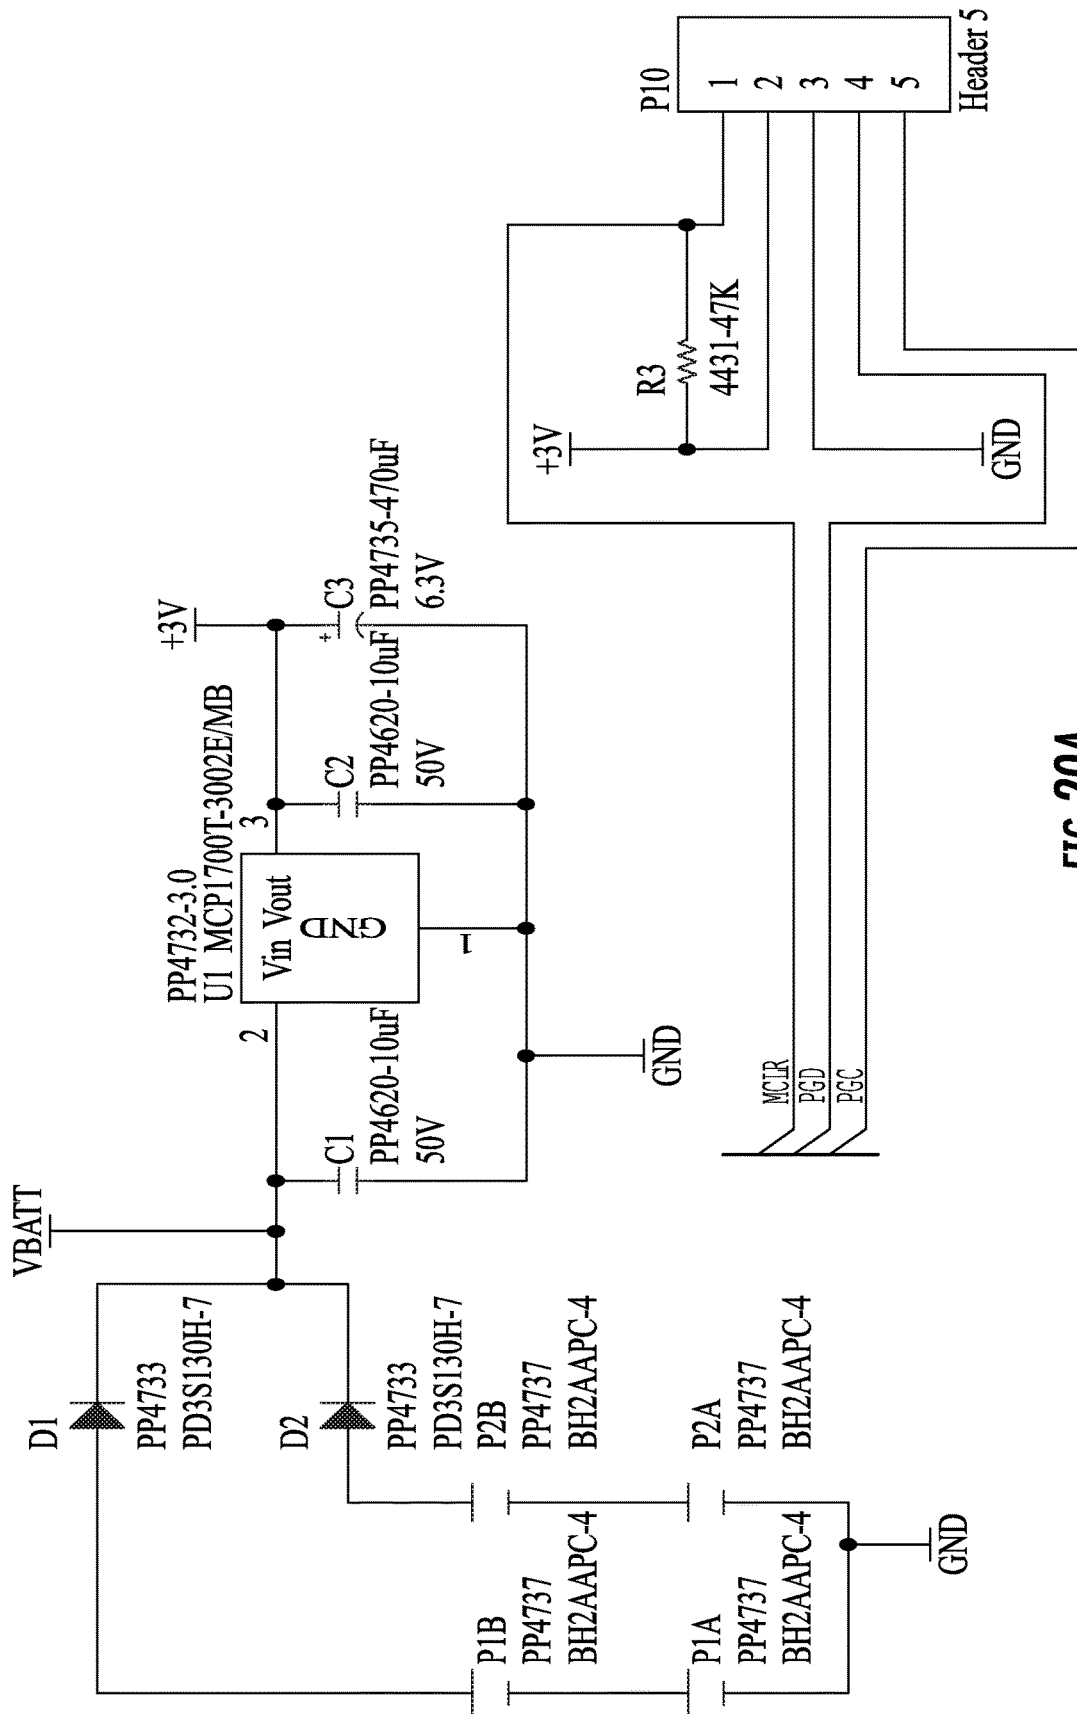 VBATT
D1
PP4733
PD3S130H-7
D2
PP4733
PD3S130H-7
P1B
PP4737
BH2AAPC-4
P2B
PP4737
BH2AAPC-4
P1A
PP4737
BH2AAPC-4
P2A
PP4737
BH2AAPC-4
GND
C1
PP4620-10uF
50V
PP4732-3.0
U1 MCP1700T-3002E/MB
2
Vin Vout
3
GND
1
C2
PP4620-10uF
50V
+3V
+
C3
PP4735-470uF
6.3V
GND
MCLR
PGD
PGC
+3V
R3
4431-47K
GND
P10
1
2
3
4
5
Header 5
FIG. 20A